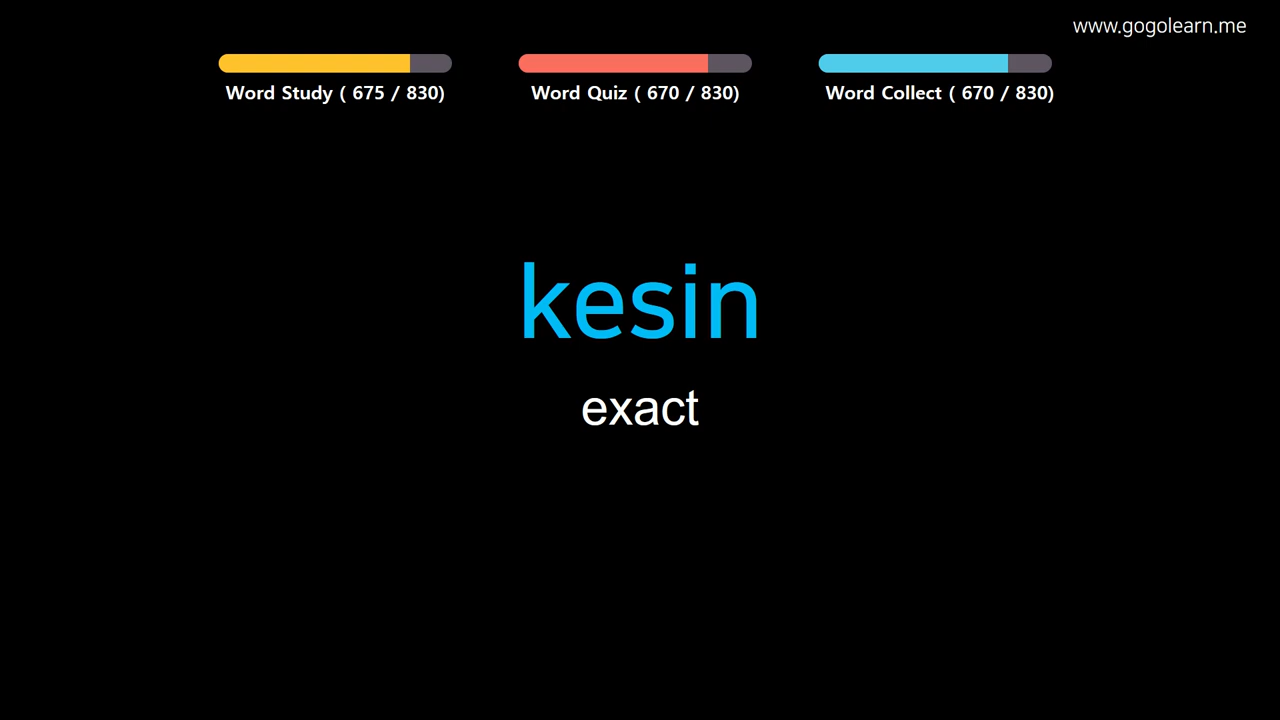 www.gogolearn.me
Word Study ( 675 / 830)
Word Quiz ( 670 / 830)
Word Collect ( 670 / 830)
kesin
exact